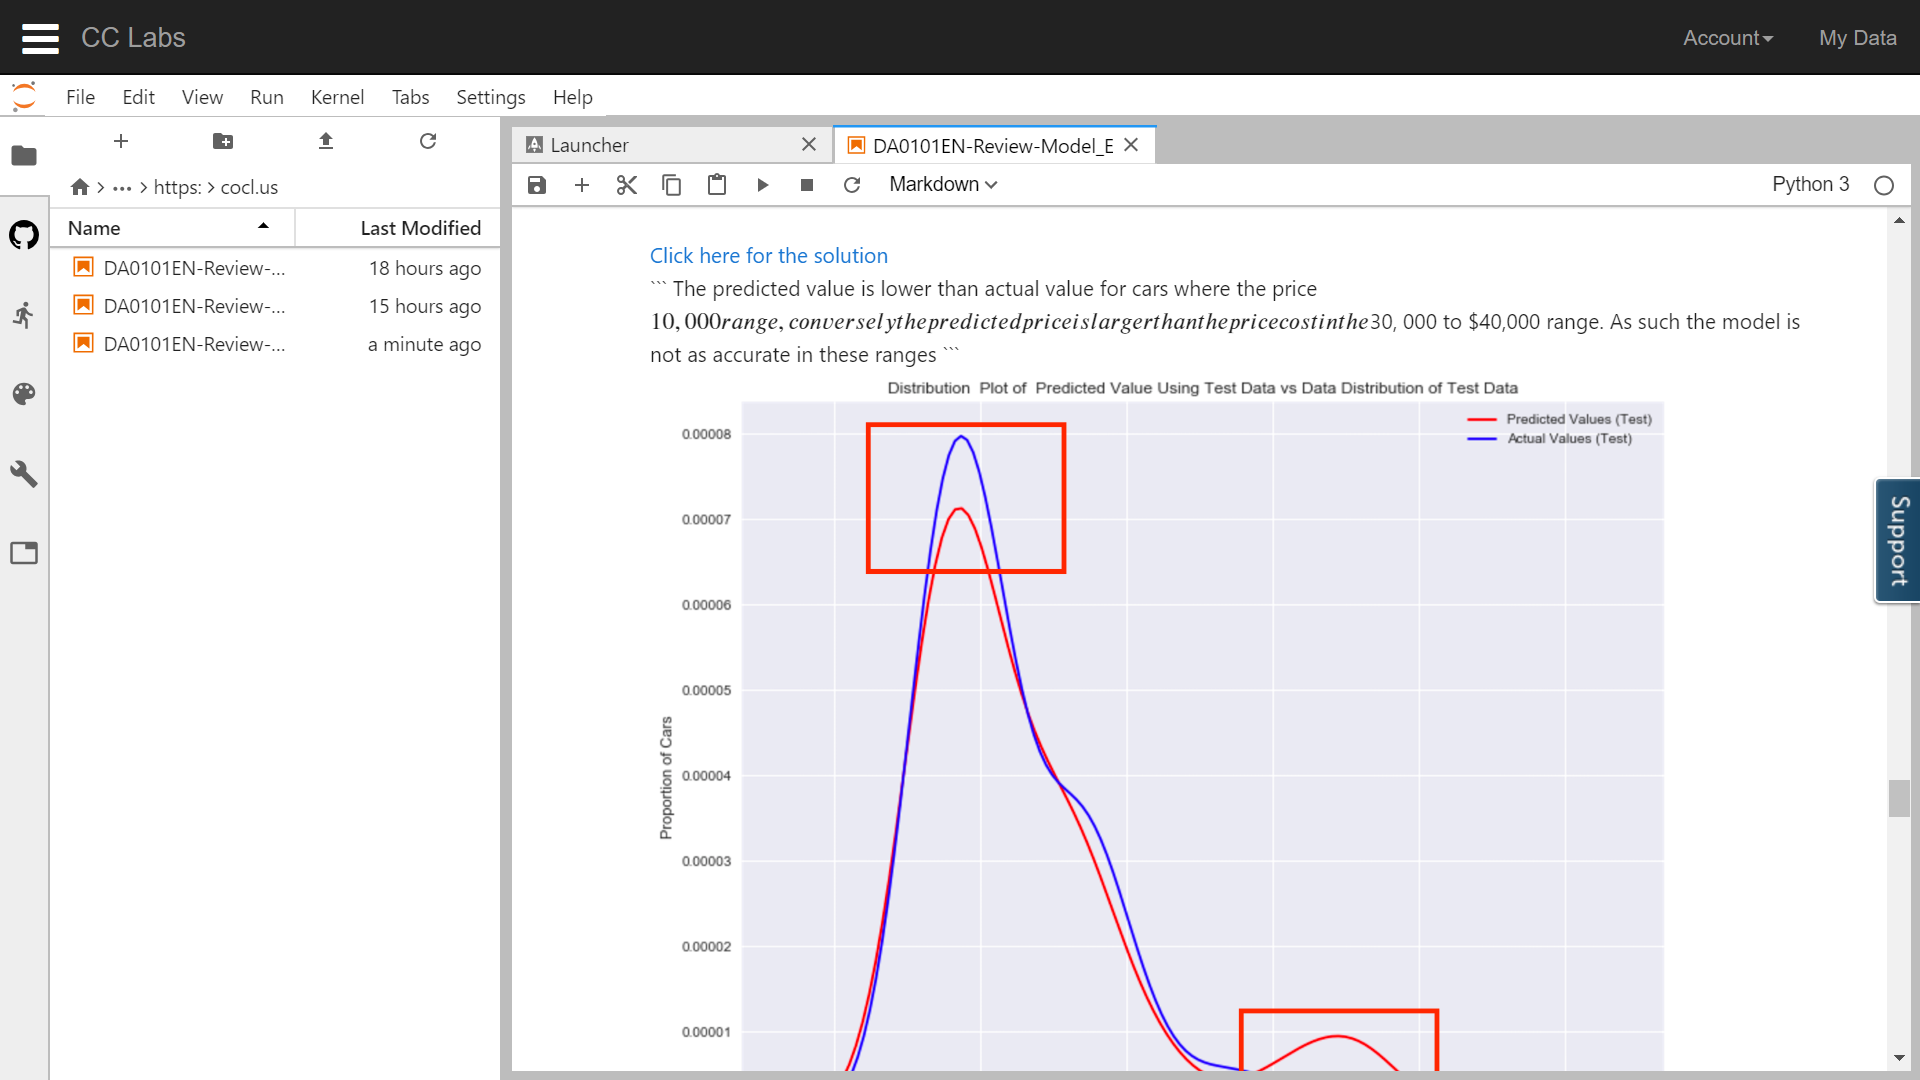 CC Labs
Account
My Data
File Edit View Run Kernel Tabs Settings Help
Launcher
DA0101EN-Review-Model_E
https: cocl.us
Markdown
Python 3
Name
Last Modified
DA0101EN-Review-... 18 hours ago
DA0101EN-Review-... 15 hours ago
DA0101EN-Review-... a minute ago
Click here for the solution
``` The predicted value is lower than actual value for cars where the price
10,000range,converselythepredictedpriceislargerthanthepricecostinthe30, 000 to $40,000 range. As such the model is
not as accurate in these ranges ```
Distribution Plot of Predicted Value Using Test Data vs Data Distribution of Test Data
Predicted Values (Test)
Actual Values (Test)
0.00008
0.00007
0.00006
0.00005
0.00004
0.00003
0.00002
0.00001
Proportion of Cars
Support